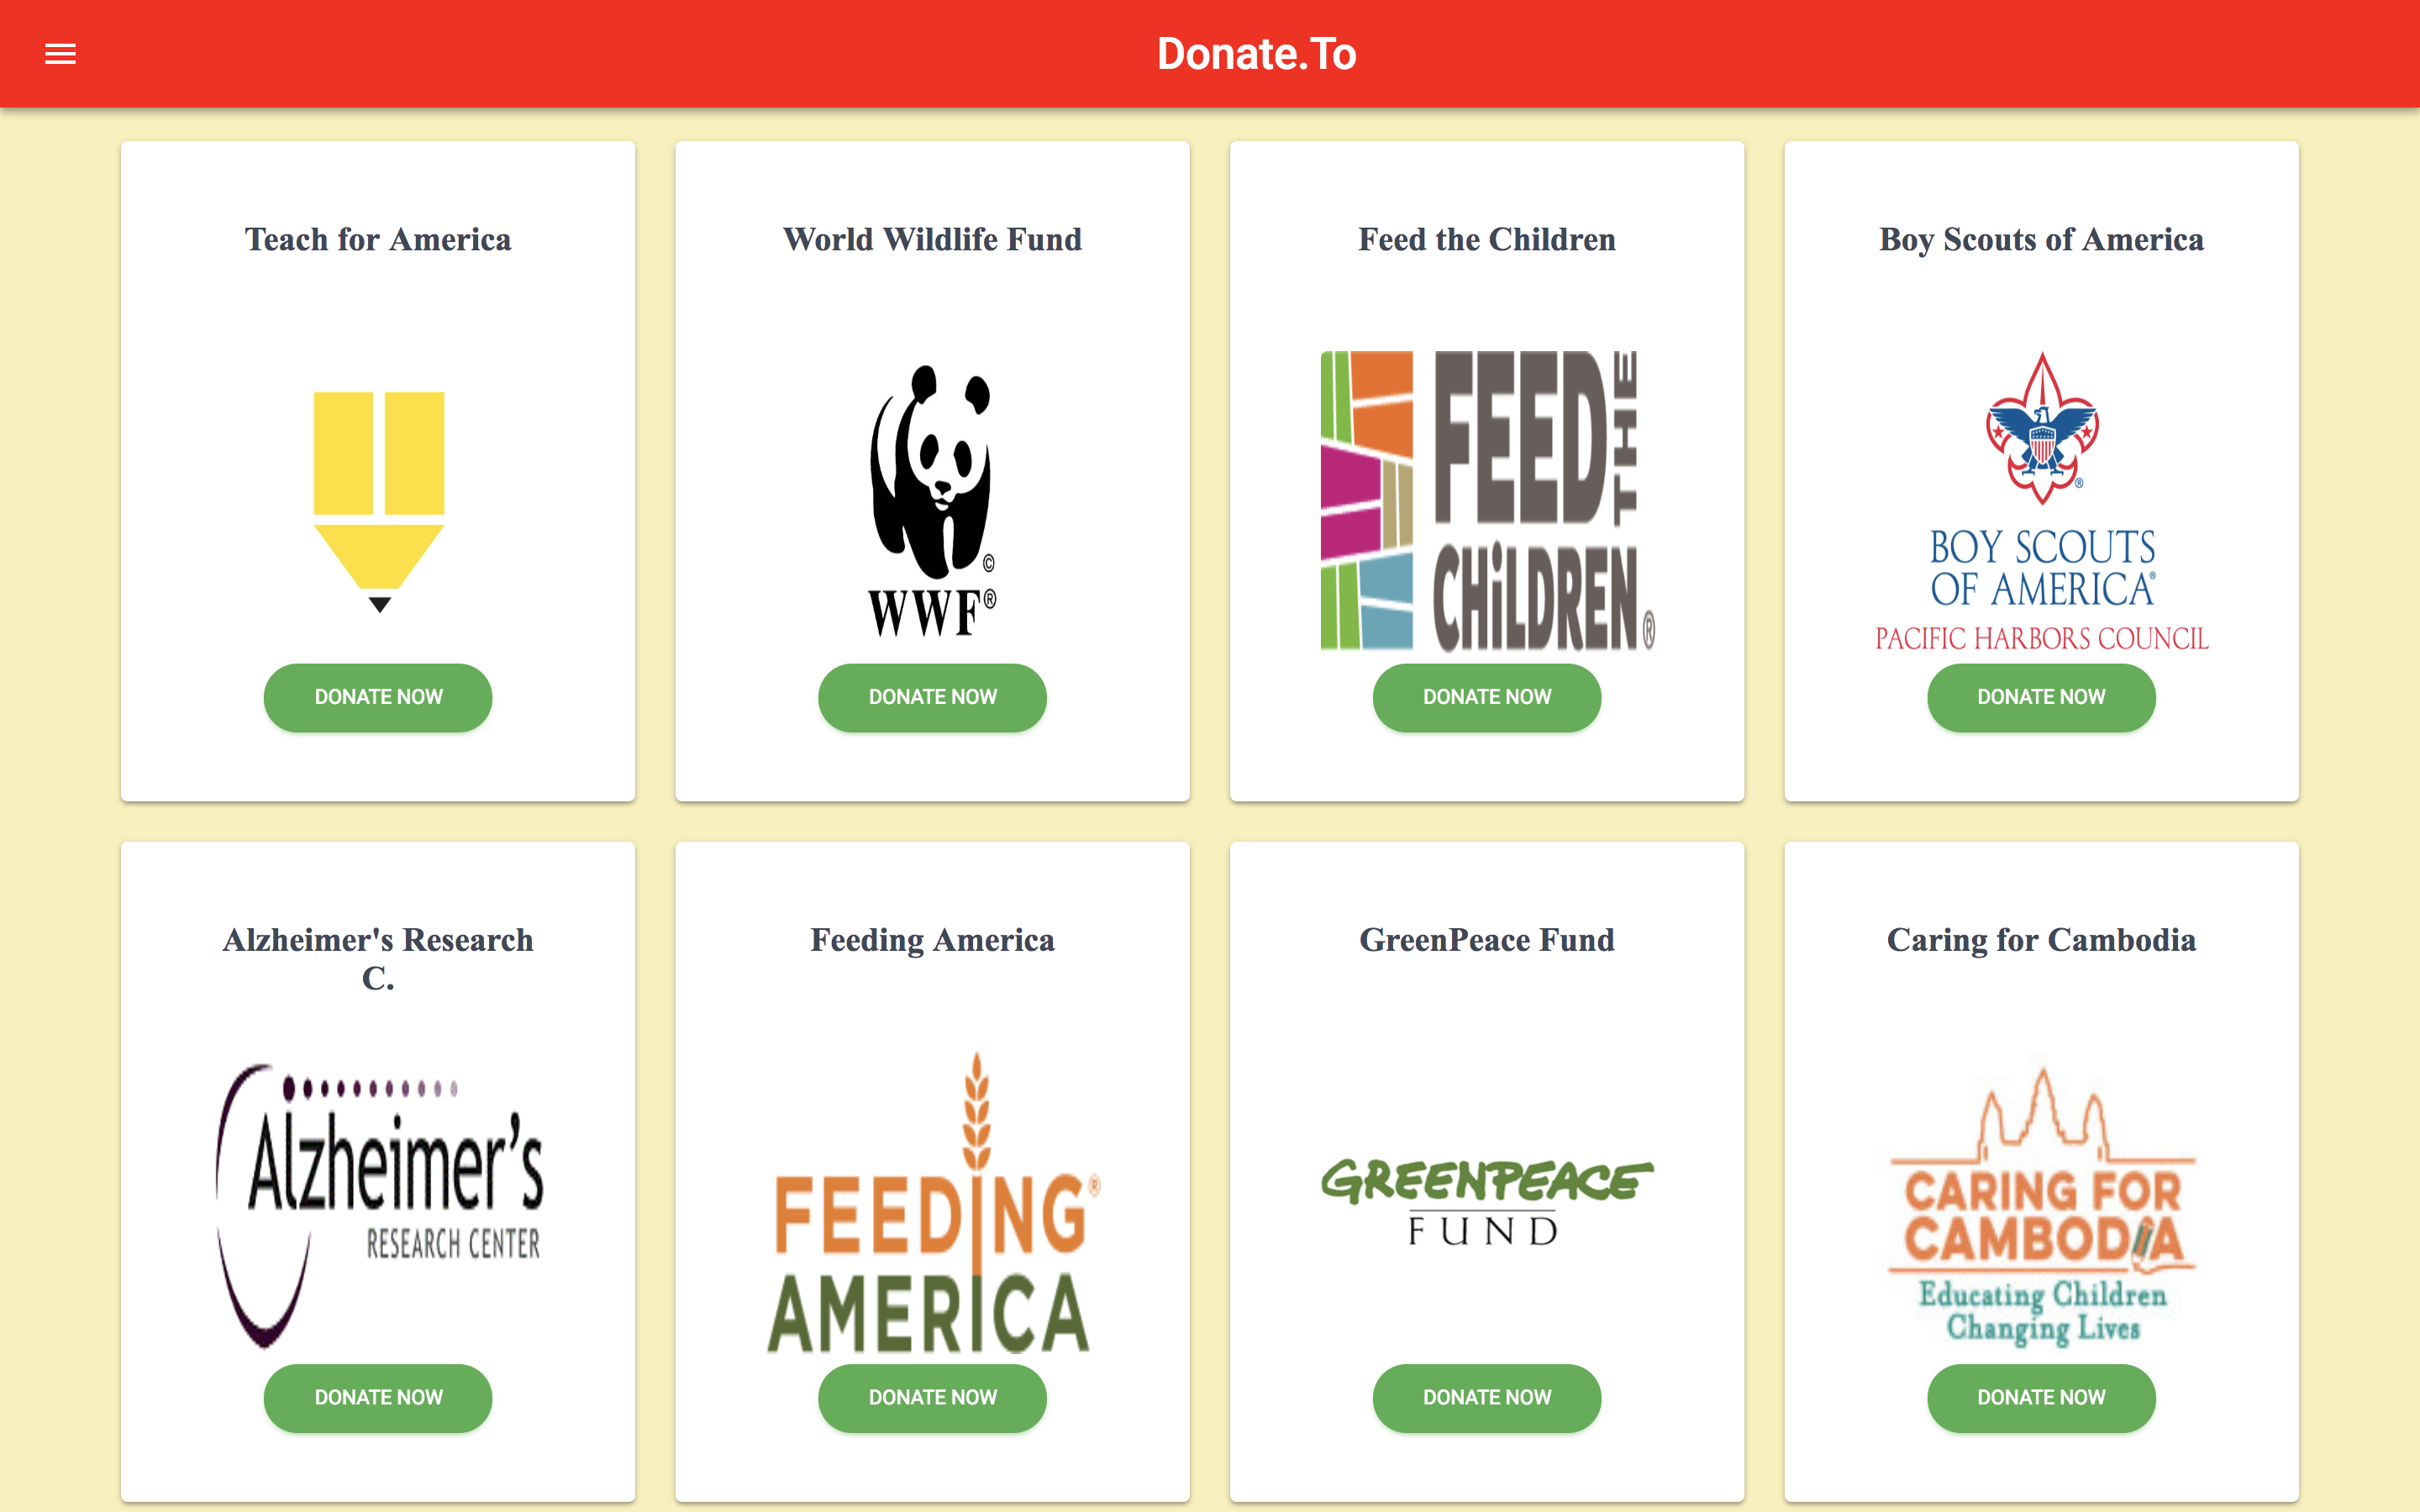 Donate.To
Teach for America
DONATE NOW
World Wildlife Fund
©
WWF®
DONATE NOW
Feed the Children
FEED THE
CHiLDREN®
DONATE NOW
Boy Scouts of America
®
BOY SCOUTS
OF AMERICA®
PACIFIC HARBORS COUNCIL
DONATE NOW
Alzheimer's Research
C.
Alzheimer's
RESEARCH CENTER
DONATE NOW
Feeding America
FEEDING®
AMERICA
DONATE NOW
GreenPeace Fund
GREENPEACE
FUND
DONATE NOW
Caring for Cambodia
CARING FOR
CAMBODIA
Educating Children
Changing Lives
DONATE NOW